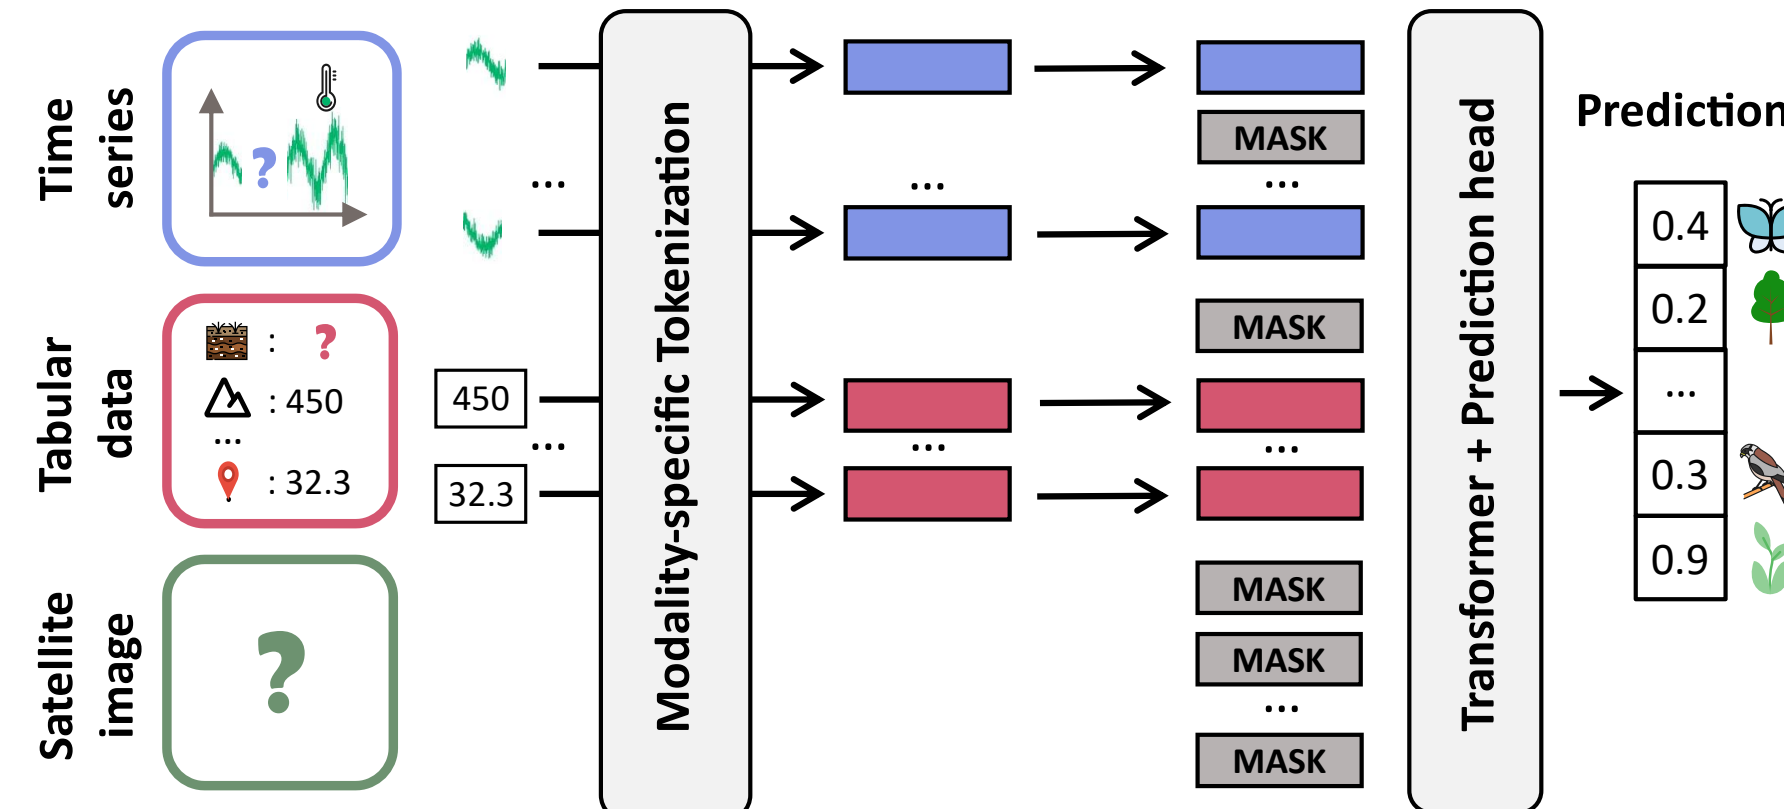 Time
series
?
...
Tabular
data
: ?
: 450
...
: 32.3
450
...
32.3
Satellite
image
?
Modality-specific Tokenization
...
...
MASK
...
MASK
...
MASK
MASK
...
MASK
Transformer + Prediction head
Prediction
0.4
0.2
...
0.3
0.9